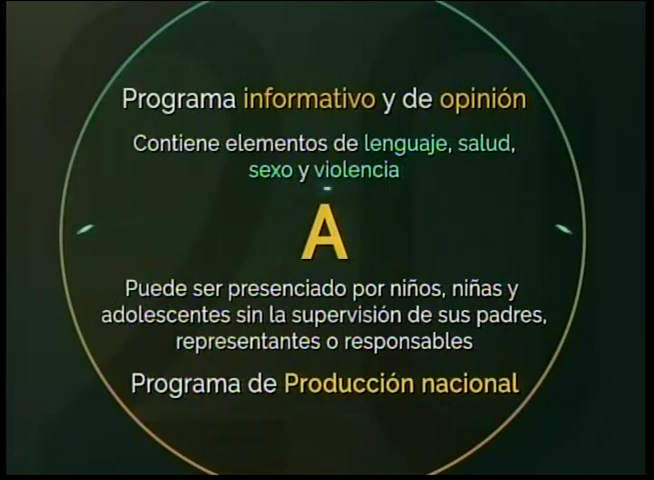 Programa informativo y de opinión
Contiene elementos de lenguaje, salud,
sexo y violencia
A
Puede ser presenciado por niños, niñas y
adolescentes sin la supervisión de sus padres,
representantes o responsables
Programa de Producción nacional